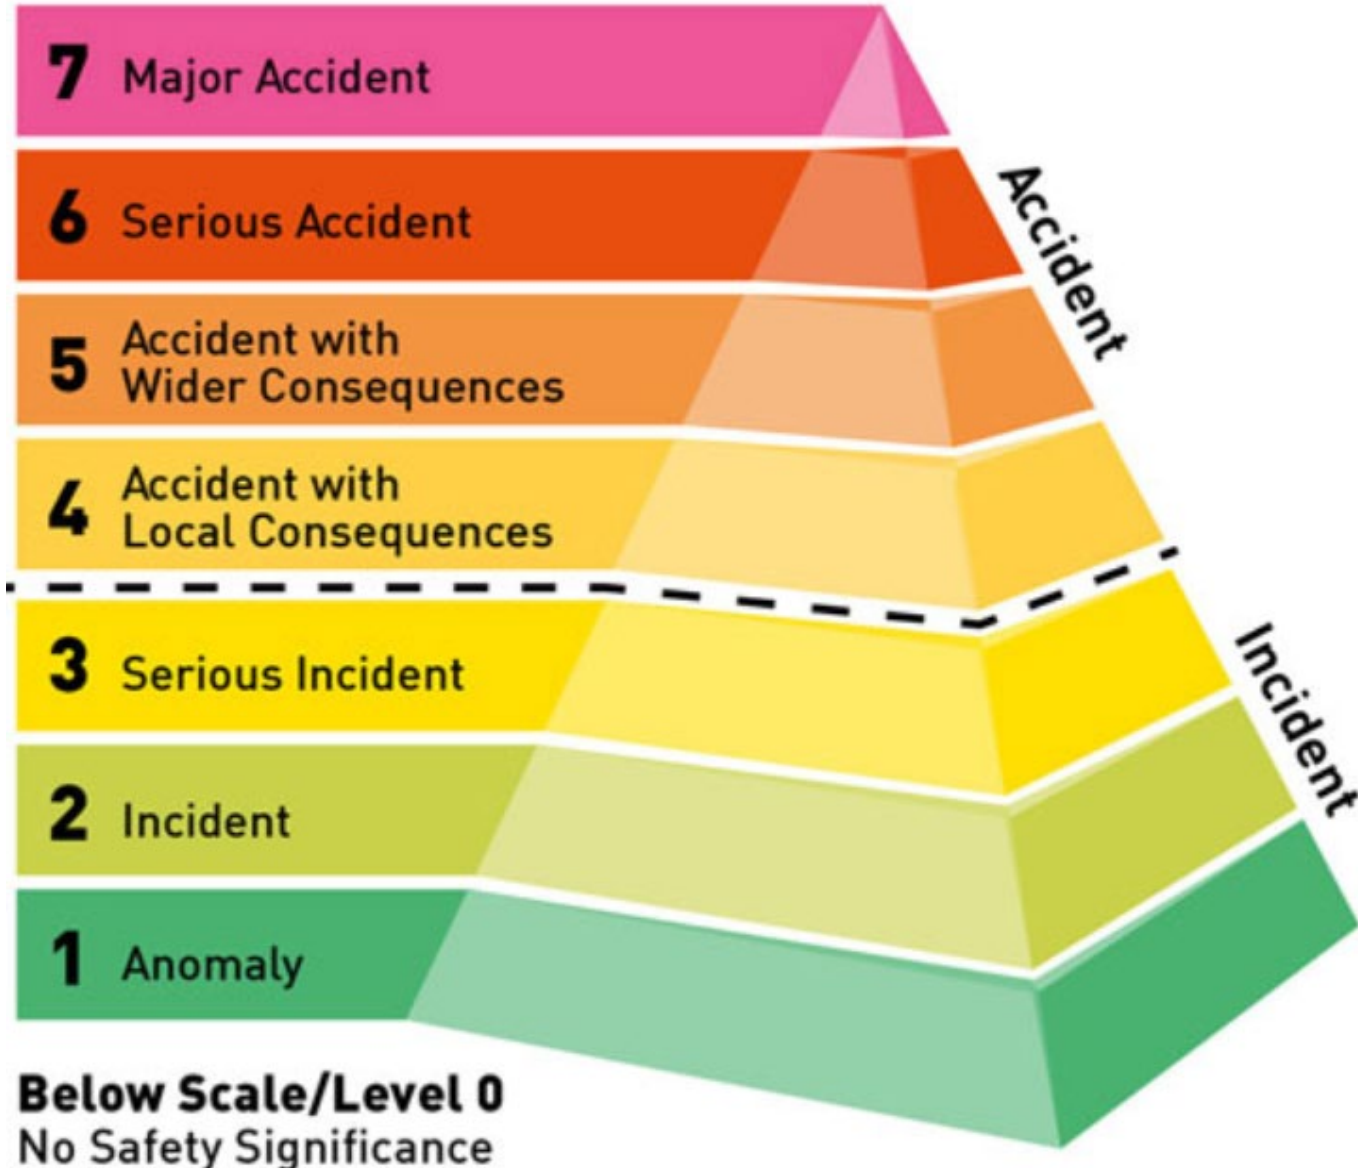 7 Major Accident
6 Serious Accident
5 Accident with
Wider Consequences
4 Accident with
Local Consequences
3 Serious Incident
2 Incident
1 Anomaly
Below Scale/Level 0
No Safety Significance
Accident
Incident